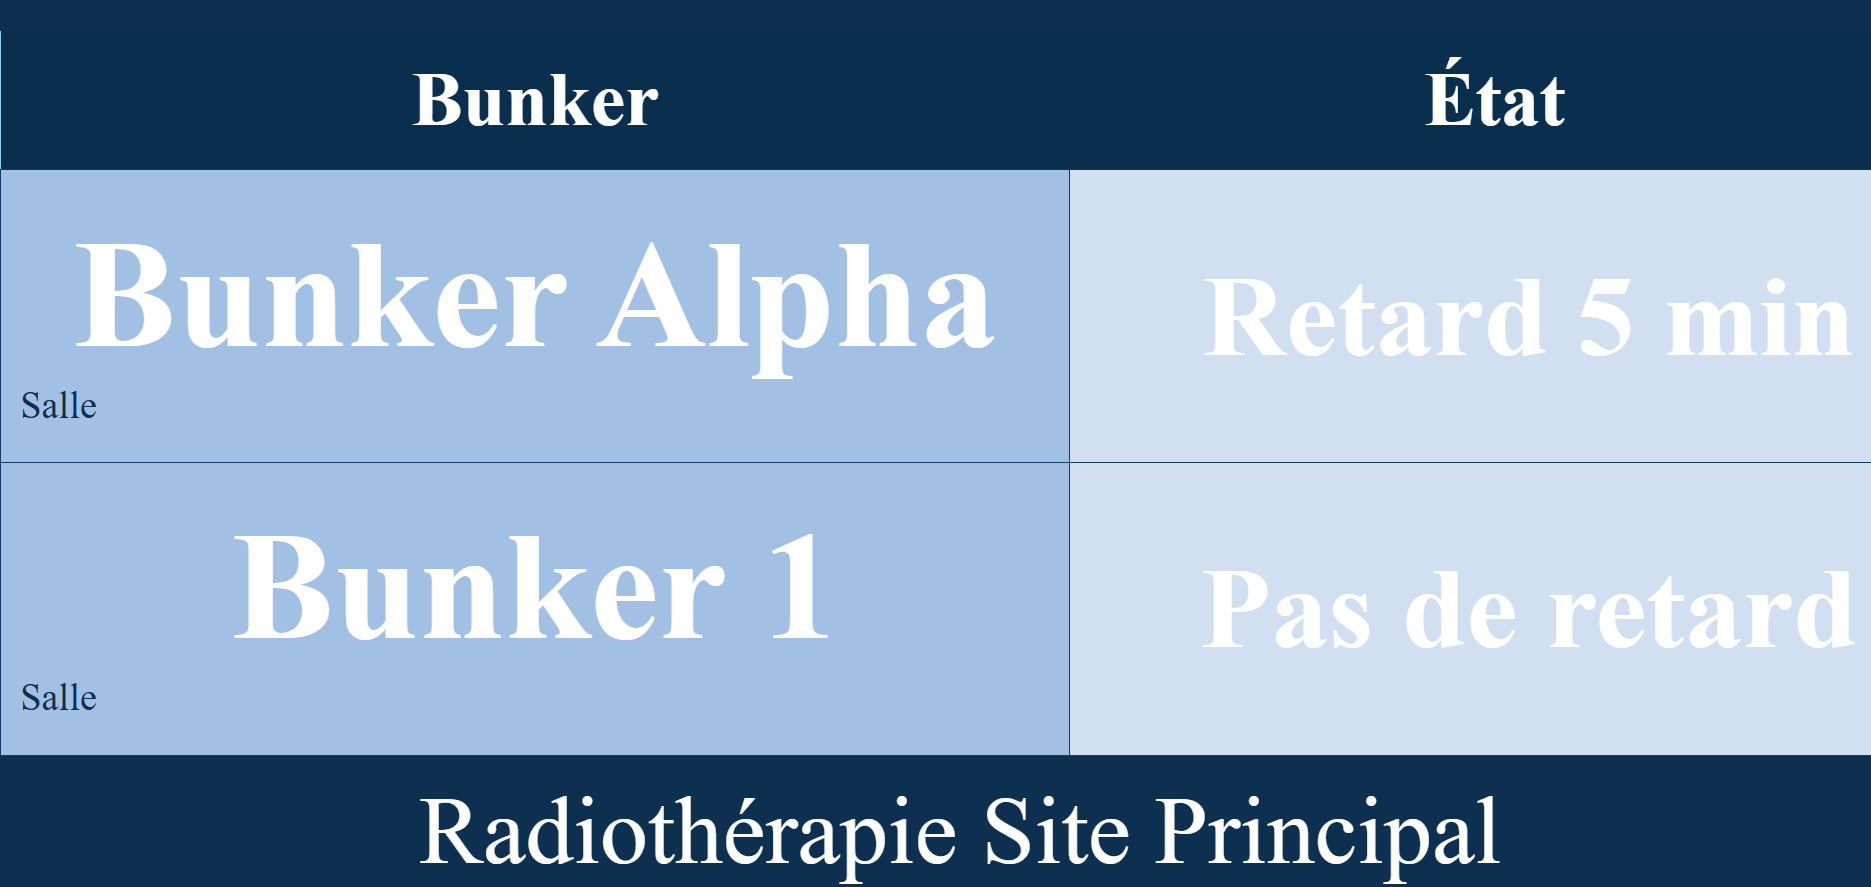 Bunker État
Bunker Alpha
Retard 5 min
Salle
Bunker 1
Pas de retard
Salle
Radiothérapie Site Principal